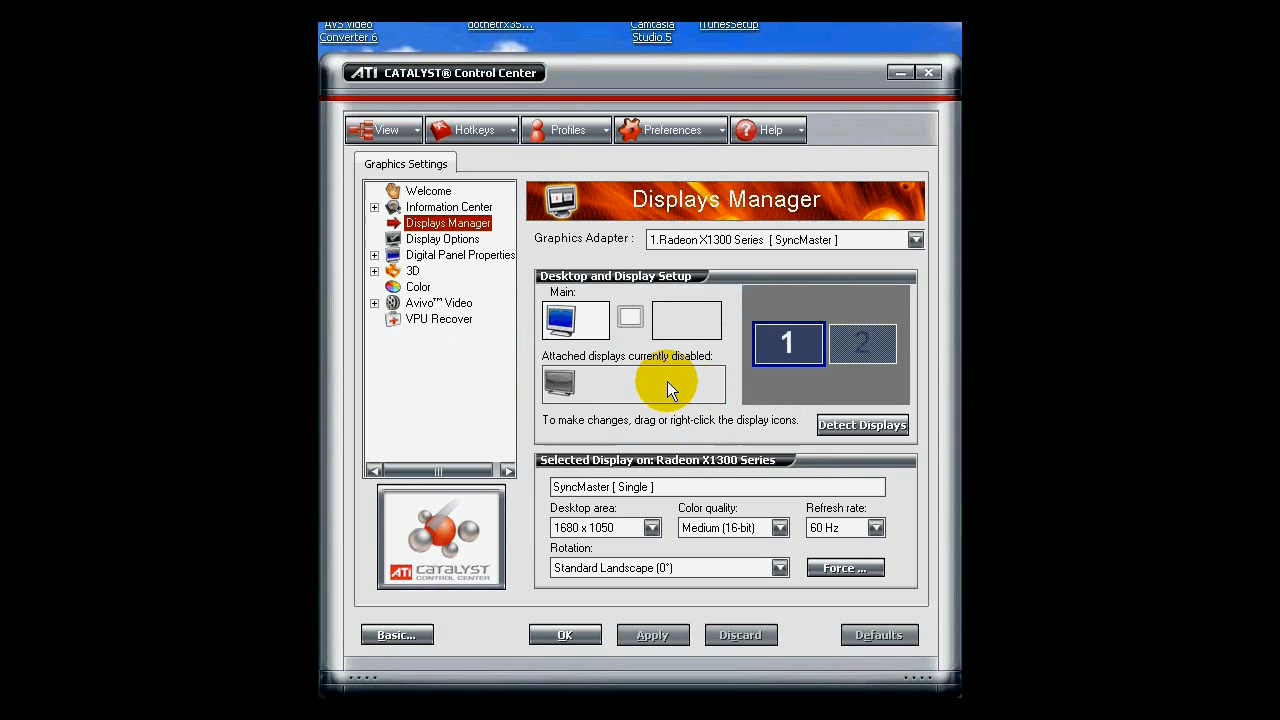 AVS Video
Converter 6
dotnetfx35...
Camtasia
Studio 5
iTunesSetup
ATI CATALYST® Control Center
View
Hotkeys
Profiles
Preferences
Help
Graphics Settings
Welcome
Information Center
Displays Manager
Display Options
Digital Panel Properties
3D
Color
Avivo™ Video
VPU Recover
Displays Manager
Graphics Adapter :
1.Radeon X1300 Series [ SyncMaster ]
Desktop and Display Setup
Main:
1
2
Attached displays currently disabled:
To make changes, drag or right-click the display icons.
Detect Displays
Selected Display on: Radeon X1300 Series
SyncMaster [ Single ]
Desktop area:
Color quality:
Refresh rate:
1680 x 1050
Medium (16-bit)
60 Hz
Rotation:
Standard Landscape (0°)
Force ...
ATI CATALYST
CONTROL CENTER
Basic...
OK
Apply
Discard
Defaults